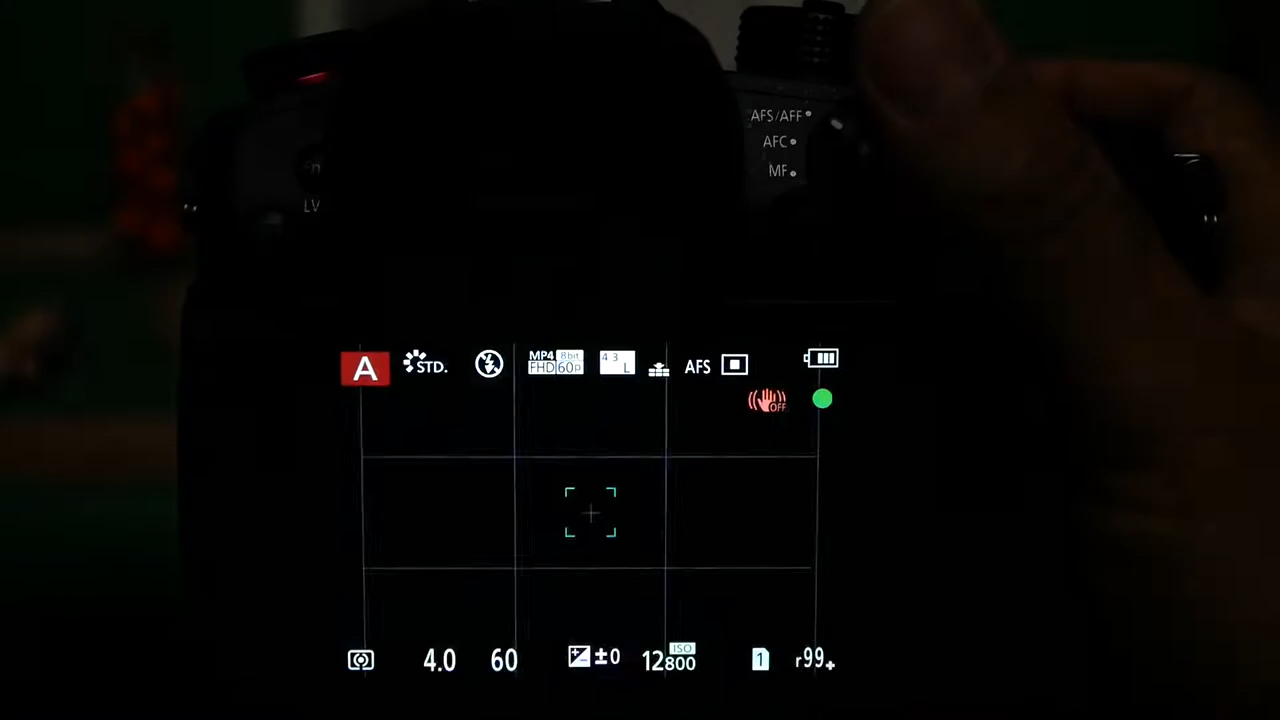 AFS/AFF
AFC
MF
Fn
LV
A STD. MP4 8bit FHD 60p 4 3 L AFS
OFF
4.0 60 ±0 ISO 12800 1 r99+